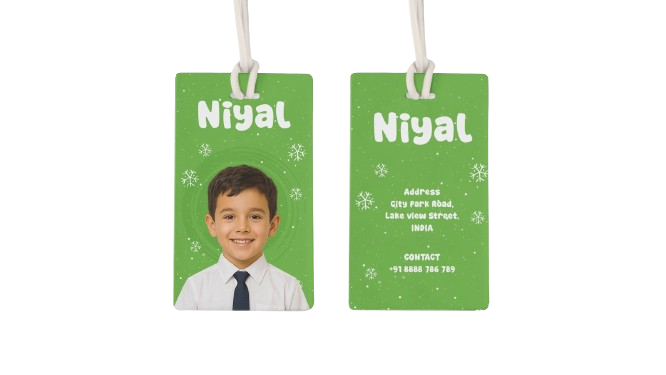 Niyal
Niyal
Address
City Park Road,
Lake view Street,
INDIA
CONTACT
+91 8888 786 789